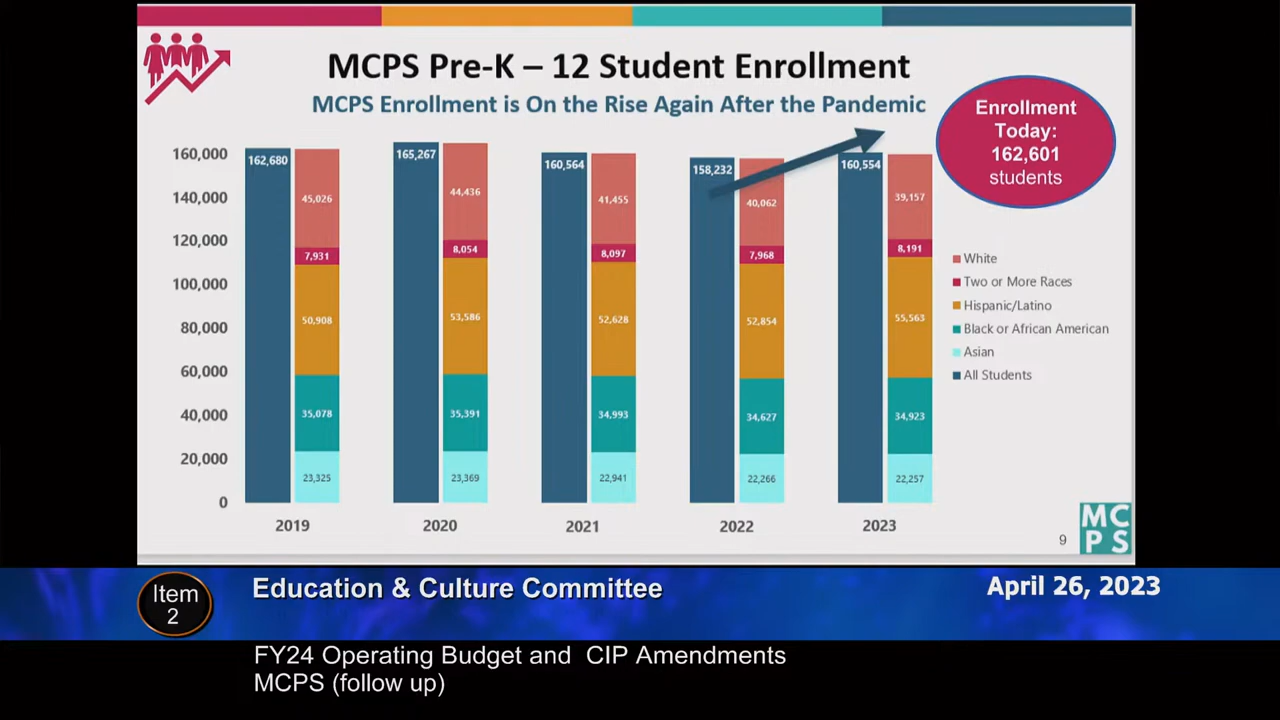 MCPS Pre-K – 12 Student Enrollment
MCPS Enrollment is On the Rise Again After the Pandemic
Enrollment
Today:
162,601
students
160,000
140,000
120,000
100,000
80,000
60,000
40,000
20,000
0
162,680
45,026
7,931
50,908
35,078
23,325
165,267
44,436
8,054
53,586
35,391
23,369
160,564
41,455
8,097
52,628
34,993
22,941
158,232
40,062
7,968
52,854
34,627
22,266
160,554
39,157
8,191
55,563
34,923
22,257
2019 2020 2021 2022 2023
White
Two or More Races
Hispanic/Latino
Black or African American
Asian
All Students
9
MC
PS
Item
2
Education & Culture Committee
April 26, 2023
FY24 Operating Budget and CIP Amendments
MCPS (follow up)